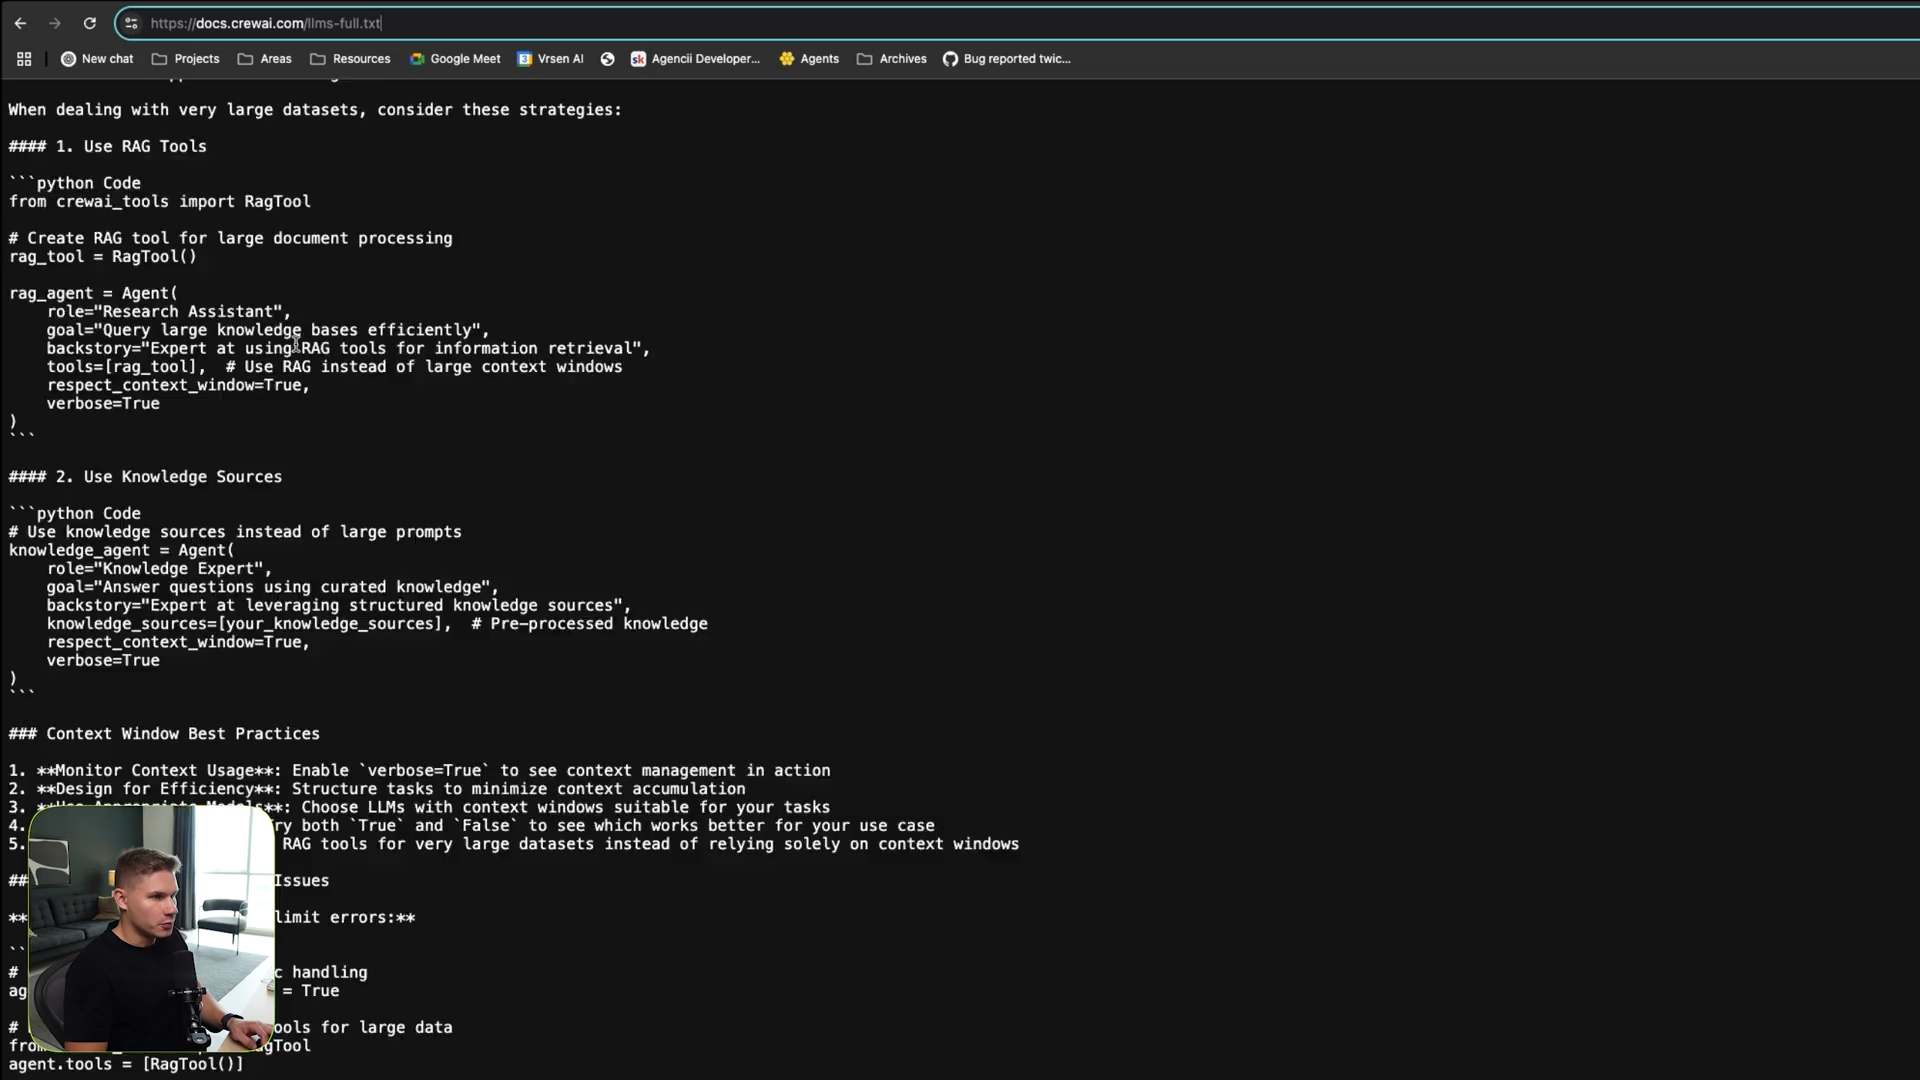 https://docs.crewai.com/llms-full.txt
New chat
Projects
Areas
Resources
Google Meet
Vrsen AI
Agencii Developer...
Agents
Archives
Bug reported twic...
When dealing with very large datasets, consider these strategies:
#### 1. Use RAG Tools
```python Code
from crewai_tools import RagTool
# Create RAG tool for large document processing
rag_tool = RagTool()
rag_agent = Agent(
role="Research Assistant",
goal="Query large knowledge bases efficiently",
backstory="Expert at using RAG tools for information retrieval",
tools=[rag_tool],  # Use RAG instead of large context windows
respect_context_window=True,
verbose=True
)
```
#### 2. Use Knowledge Sources
```python Code
# Use knowledge sources instead of large prompts
knowledge_agent = Agent(
role="Knowledge Expert",
goal="Answer questions using curated knowledge",
backstory="Expert at leveraging structured knowledge sources",
knowledge_sources=[your_knowledge_sources],  # Pre-processed knowledge
respect_context_window=True,
verbose=True
)
```
### Context Window Best Practices
1. **Monitor Context Usage**: Enable `verbose=True` to see context management in action
2. **Design for Efficiency**: Structure tasks to minimize context accumulation
3. **Use Appropriate Models**: Choose LLMs with context windows suitable for your tasks
4. both `True` and `False` to see which works better for your use case
5. RAG tools for very large datasets instead of relying solely on context windows
## Issues
** limit errors:**
``
# handling
ag = True
# tools for large data
from RagTool
agent.tools = [RagTool()]